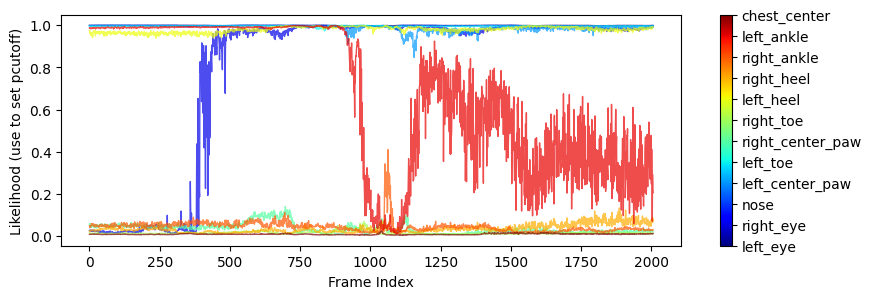 Likelihood (use to set pcutoff)
1.0
0.8
0.6
0.4
0.2
0.0
0 250 500 750 1000 1250 1500 1750 2000
Frame Index
chest_center
left_ankle
right_ankle
right_heel
left_heel
right_toe
right_center_paw
left_toe
left_center_paw
nose
right_eye
left_eye